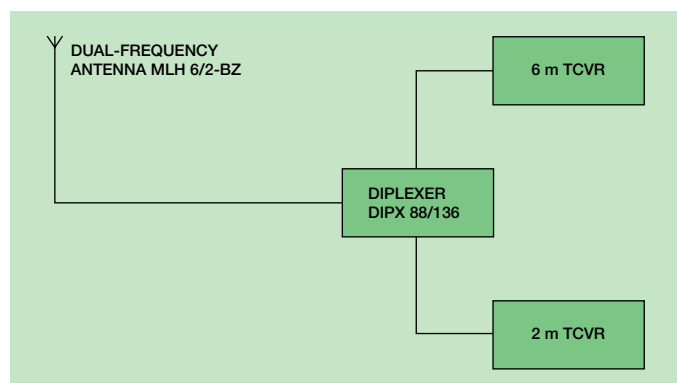 DUAL-FREQUENCY
ANTENNA MLH 6/2-BZ
6 m TCVR
DIPLEXER
DIPX 88/136
2 m TCVR